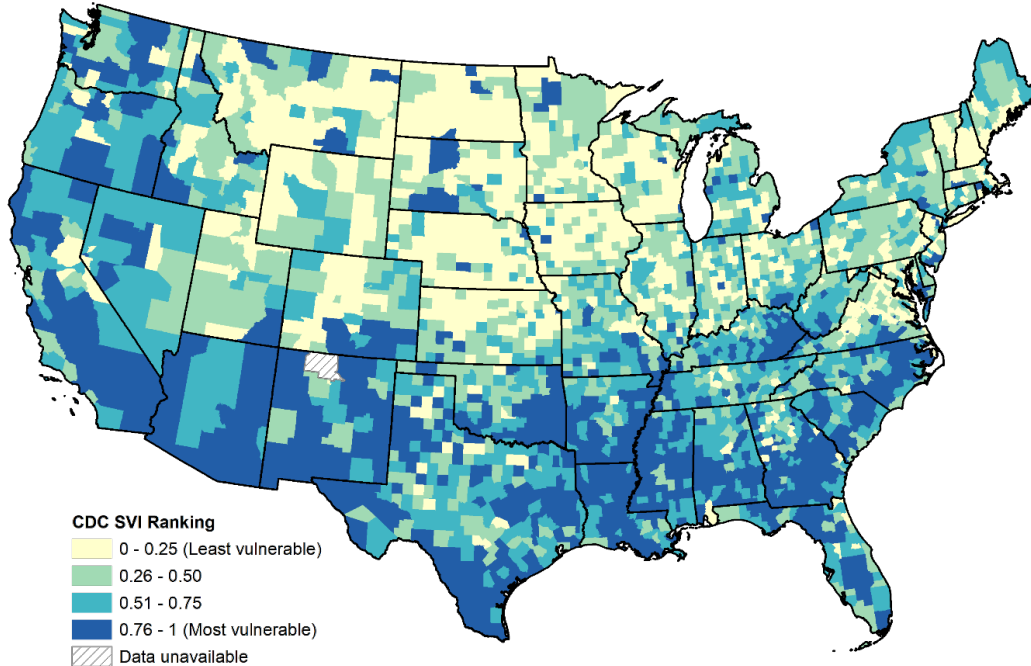 CDC SVI Ranking
0 - 0.25 (Least vulnerable)
0.26 - 0.50
0.51 - 0.75
0.76 - 1 (Most vulnerable)
Data unavailable